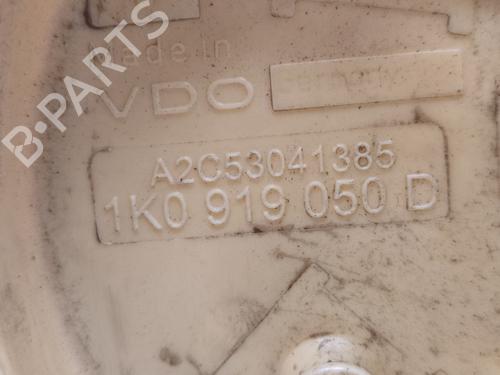 Made in
VDO
A2C53041385
1K0 919 050 D
B-PARTS